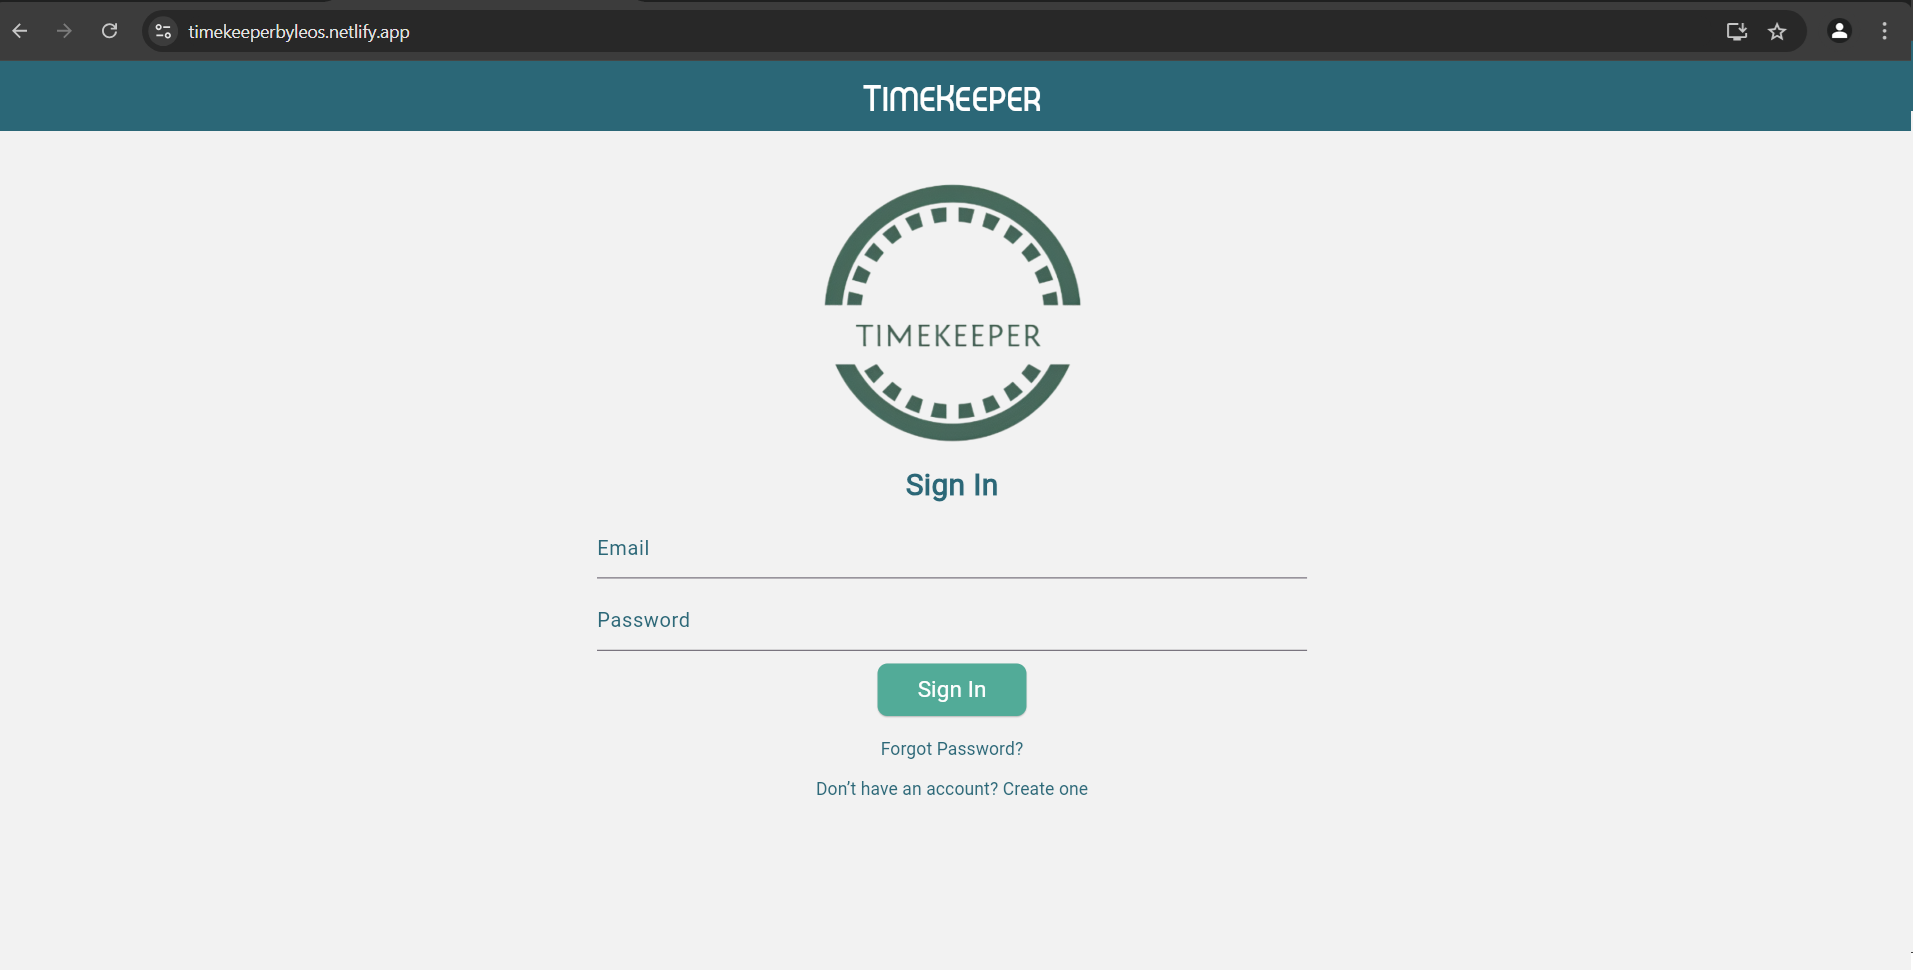 timekeeperbyleos.netlify.app
TIMEKEEPER
TIMEKEEPER
Sign In
Email
Password
Sign In
Forgot Password?
Don’t have an account? Create one